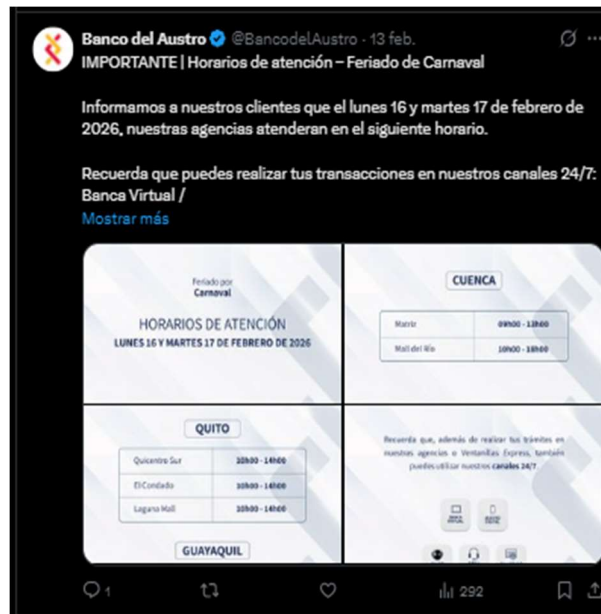 Banco del Austro @BancodelAustro · 13 feb.
IMPORTANTE | Horarios de atención – Feriado de Carnaval
Informamos a nuestros clientes que el lunes 16 y martes 17 de febrero de
2026, nuestras agencias atenderan en el siguiente horario.
Recuerda que puedes realizar tus transacciones en nuestros canales 24/7:
Banca Virtual /
Mostrar más
Feriado por
Carnaval
HORARIOS DE ATENCIÓN
LUNES 16 Y MARTES 17 DE FEBRERO DE 2026
CUENCA
Matriz 09h00 - 13h00
Mall del Río 10h00 - 18h00
QUITO
Quicentro Sur 10h00 - 14h00
El Condado 10h00 - 14h00
Laguna Mall 10h00 - 14h00
GUAYAQUIL
Recuerda que, además de realizar tus trámites en
nuestras agencias o Ventanillas Express, también
puedes utilizar nuestros canales 24/7
1
292